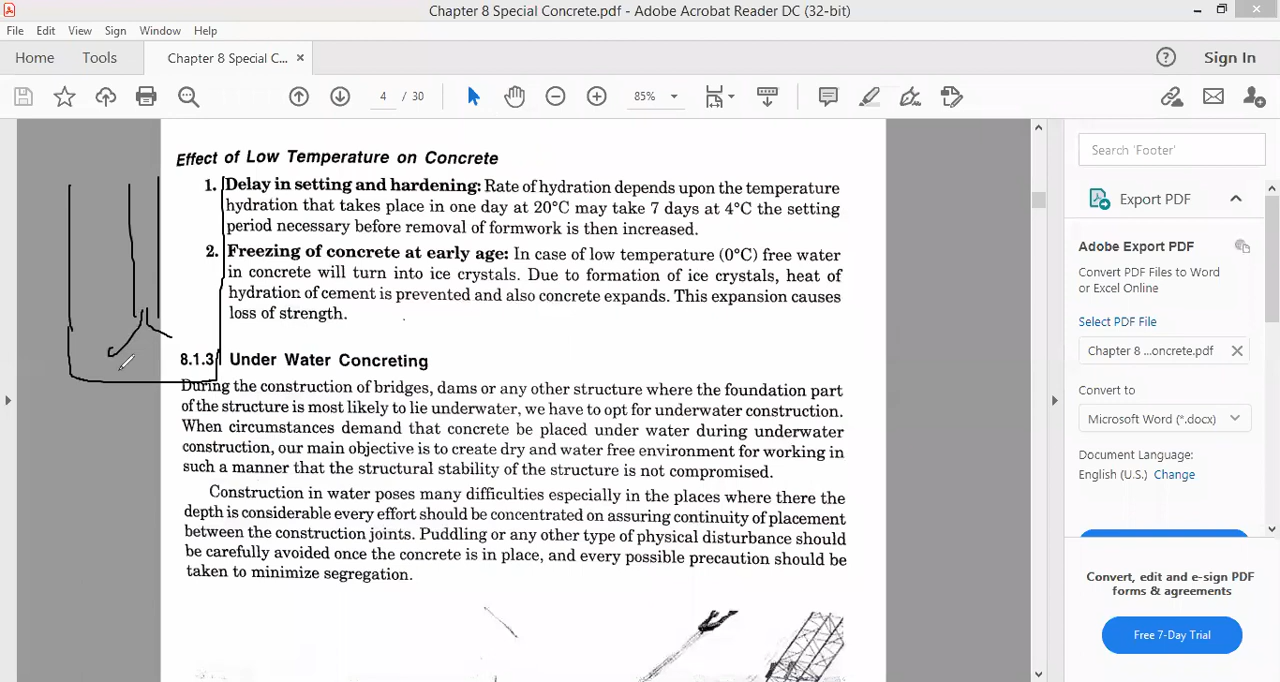 Chapter 8 Special Concrete.pdf - Adobe Acrobat Reader DC (32-bit)
File Edit View Sign Window Help
Home Tools Chapter 8 Special C... × Sign In
4 / 30 85%
Effect of Low Temperature on Concrete
1. Delay in setting and hardening: Rate of hydration depends upon the temperature
hydration that takes place in one day at 20°C may take 7 days at 4°C the setting
period necessary before removal of formwork is then increased.
2. Freezing of concrete at early age: In case of low temperature (0°C) free water
in concrete will turn into ice crystals. Due to formation of ice crystals, heat of
hydration of cement is prevented and also concrete expands. This expansion causes
loss of strength.
8.1.3 Under Water Concreting
During the construction of bridges, dams or any other structure where the foundation part
of the structure is most likely to lie underwater, we have to opt for underwater construction.
When circumstances demand that concrete be placed under water during underwater
construction, our main objective is to create dry and water free environment for working in
such a manner that the structural stability of the structure is not compromised.
Construction in water poses many difficulties especially in the places where there the
depth is considerable every effort should be concentrated on assuring continuity of placement
between the construction joints. Puddling or any other type of physical disturbance should
be carefully avoided once the concrete is in place, and every possible precaution should be
taken to minimize segregation.
Search 'Footer'
Export PDF
Adobe Export PDF
Convert PDF Files to Word
or Excel Online
Select PDF File
Chapter 8 ...oncrete.pdf
Convert to
Microsoft Word (*.docx)
Document Language:
English (U.S.) Change
Convert, edit and e-sign PDF
forms & agreements
Free 7-Day Trial